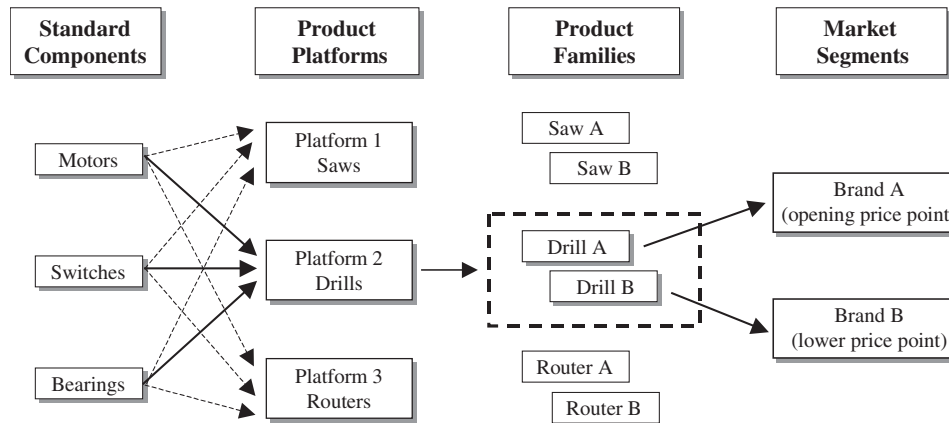 Standard
Components
Product
Platforms
Product
Families
Market
Segments
Motors
Switches
Bearings
Platform 1
Saws
Platform 2
Drills
Platform 3
Routers
Saw A
Saw B
Drill A
Drill B
Router A
Router B
Brand A
(opening price point)
Brand B
(lower price point)